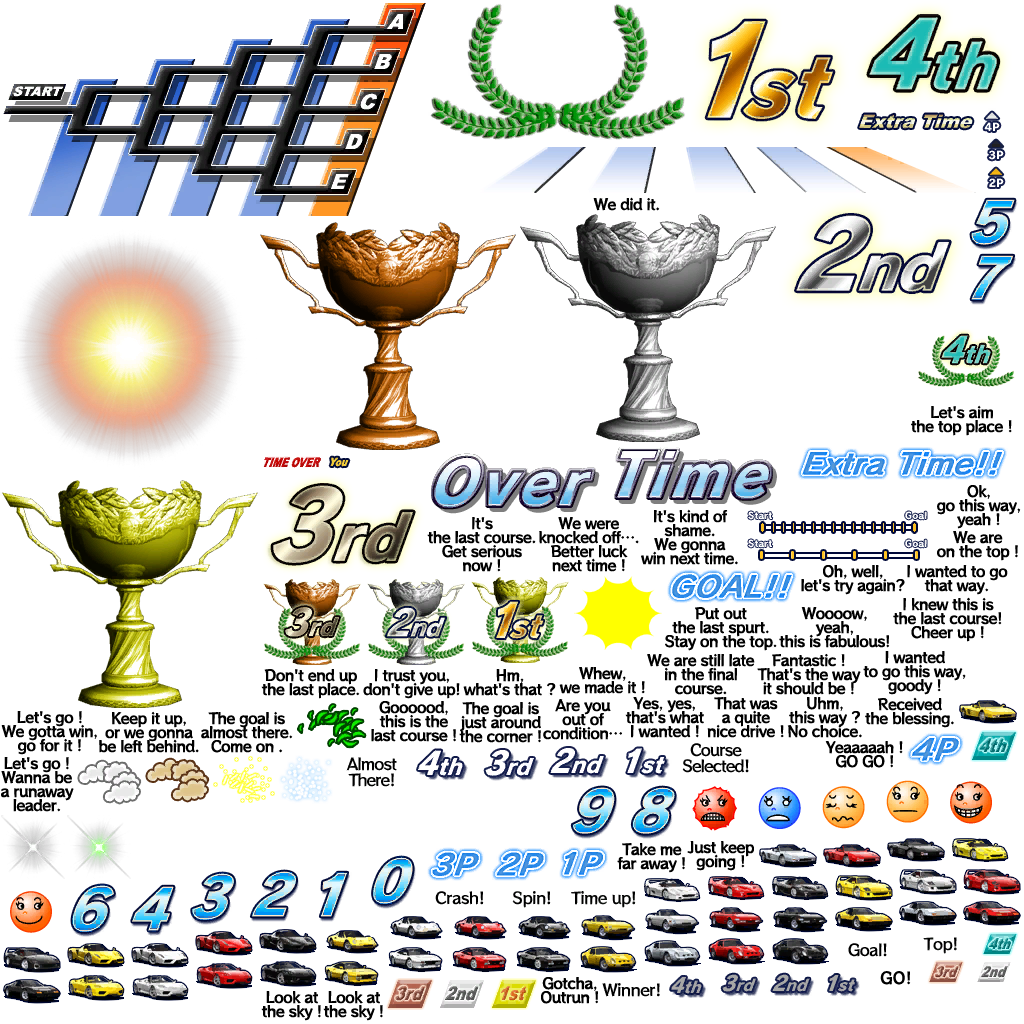 A
B
START
C
D
E
1st
4th
Extra Time
4P
3P
2P
We did it.
2nd
5
7
4th
Let's aim
the top place !
TIME OVER
You
Over Time
Extra Time!!
3rd
It's
the last course.
Get serious
now !
We were
knocked off···.
Better luck
next time !
It's kind of
shame.
We gonna
win next time.
Start
Goal
Start
Goal
Ok,
go this way,
yeah !
We are
on the top !
GOAL!!
Oh, well,
let's try again?
I wanted to go
that way.
3rd
2nd
1st
Put out
the last spurt.
Stay on the top.
Woooow,
yeah,
this is fabulous!
I knew this is
the last course!
Cheer up !
Don't end up
the last place.
I trust you,
don't give up!
Hm,
what's that ?
Whew,
we made it !
We are still late
in the final
course.
Fantastic !
That's the way
it should be !
I wanted
to go this way,
goody !
Let's go !
We gotta win,
go for it !
Keep it up,
or we gonna
be left behind.
The goal is
almost there.
Come on .
Goooood,
this is the
last course !
The goal is
just around
the corner !
Are you
out of
condition···
Yes, yes,
that's what
I wanted !
That was
a quite
nice drive !
Uhm,
this way ?
No choice.
Received
the blessing.
Let's go !
Wanna be
a runaway
leader.
Almost
There!
4th
3rd
2nd
1st
Course
Selected!
Yeaaaaah !
GO GO !
4P
4th
9
8
Take me
far away !
Just keep
going !
6
4
3
2
1
0
3P
2P
1P
Crash!
Spin!
Time up!
Goal!
Top!
4th
Look at
the sky !
Look at
the sky !
3rd
2nd
1st
Gotcha,
Outrun !
Winner!
4th
3rd
2nd
1st
GO!
3rd
2nd